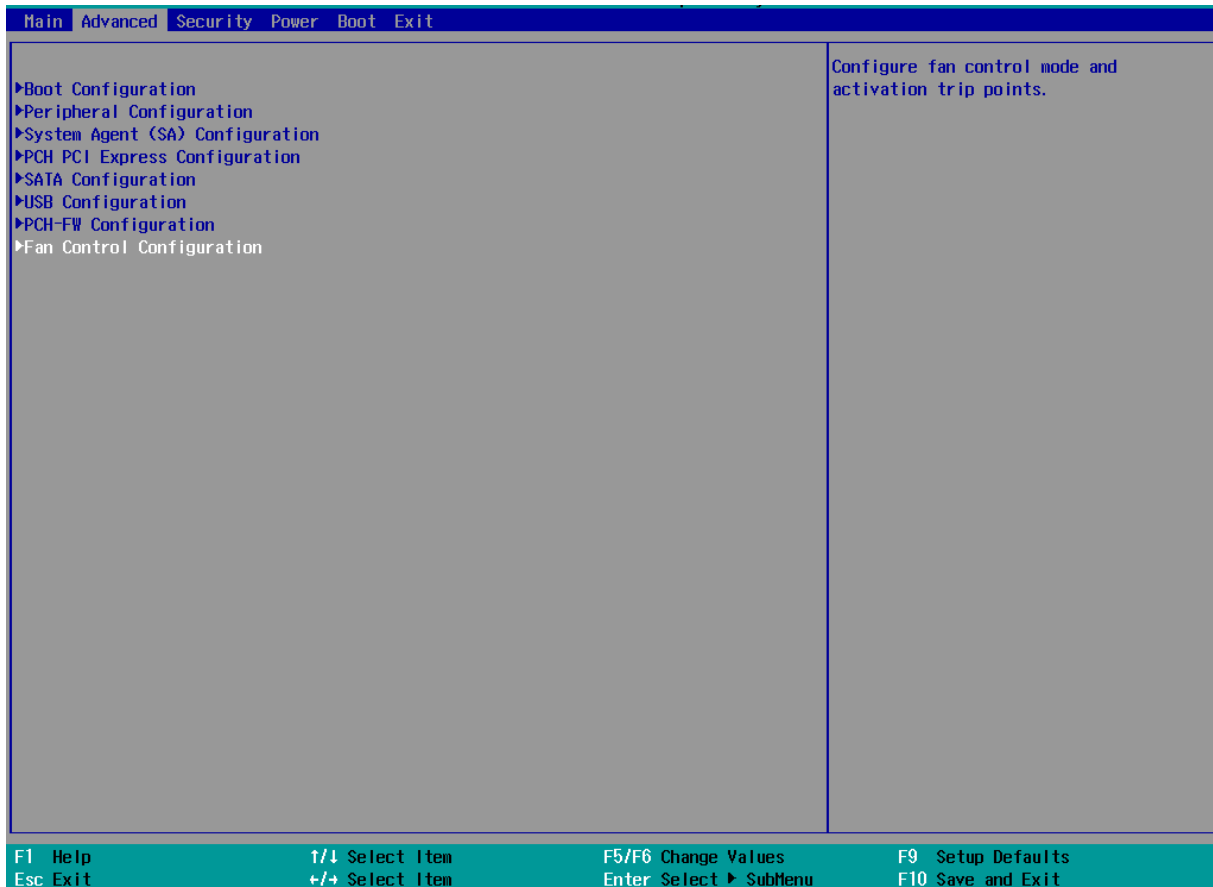 Main Advanced Security Power Boot Exit
Configure fan control mode and
activation trip points.
▶Boot Configuration
▶Peripheral Configuration
▶System Agent (SA) Configuration
▶PCH PCI Express Configuration
▶SATA Configuration
▶USB Configuration
▶PCH-FW Configuration
▶Fan Control Configuration
F1 Help ↑/↓ Select Item F5/F6 Change Values F9 Setup Defaults
Esc Exit ←/→ Select Item Enter Select ▶ SubMenu F10 Save and Exit